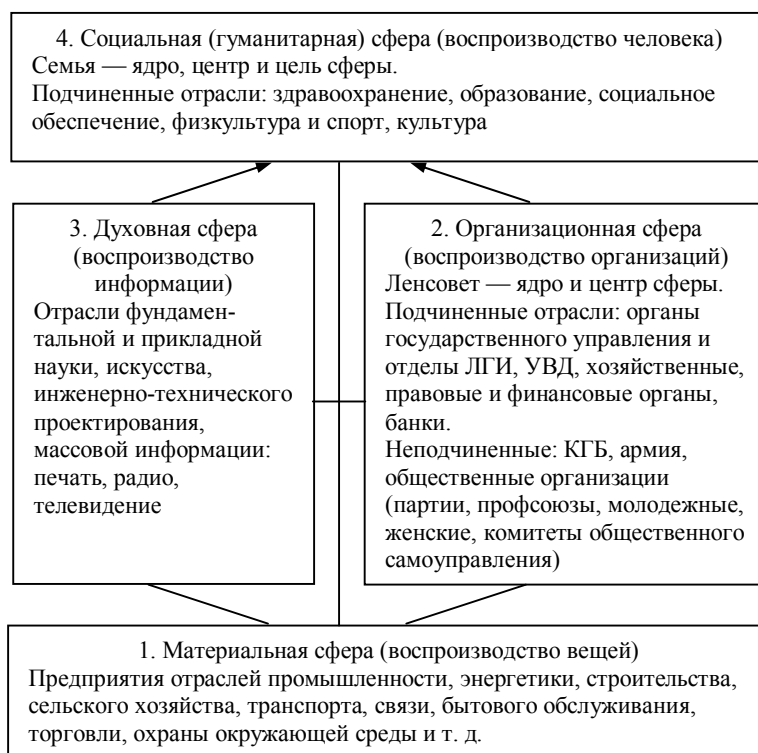 4. Социальная (гуманитарная) сфера (воспроизводство человека)
Семья — ядро, центр и цель сферы.
Подчиненные отрасли: здравоохранение, образование, социальное
обеспечение, физкультура и спорт, культура
3. Духовная сфера
(воспроизводство
информации)
Отрасли фундамен-
тальной и прикладной
науки, искусства,
инженерно-технического
проектирования,
массовой информации:
печать, радио,
телевидение
2. Организационная сфера
(воспроизводство организаций)
Ленсовет — ядро и центр сферы.
Подчиненные отрасли: органы
государственного управления и
отделы ЛГИ, УВД, хозяйственные,
правовые и финансовые органы,
банки.
Неподчиненные: КГБ, армия,
общественные организации
(партии, профсоюзы, молодежные,
женские, комитеты общественного
самоуправления)
1. Материальная сфера (воспроизводство вещей)
Предприятия отраслей промышленности, энергетики, строительства,
сельского хозяйства, транспорта, связи, бытового обслуживания,
торговли, охраны окружающей среды и т. д.